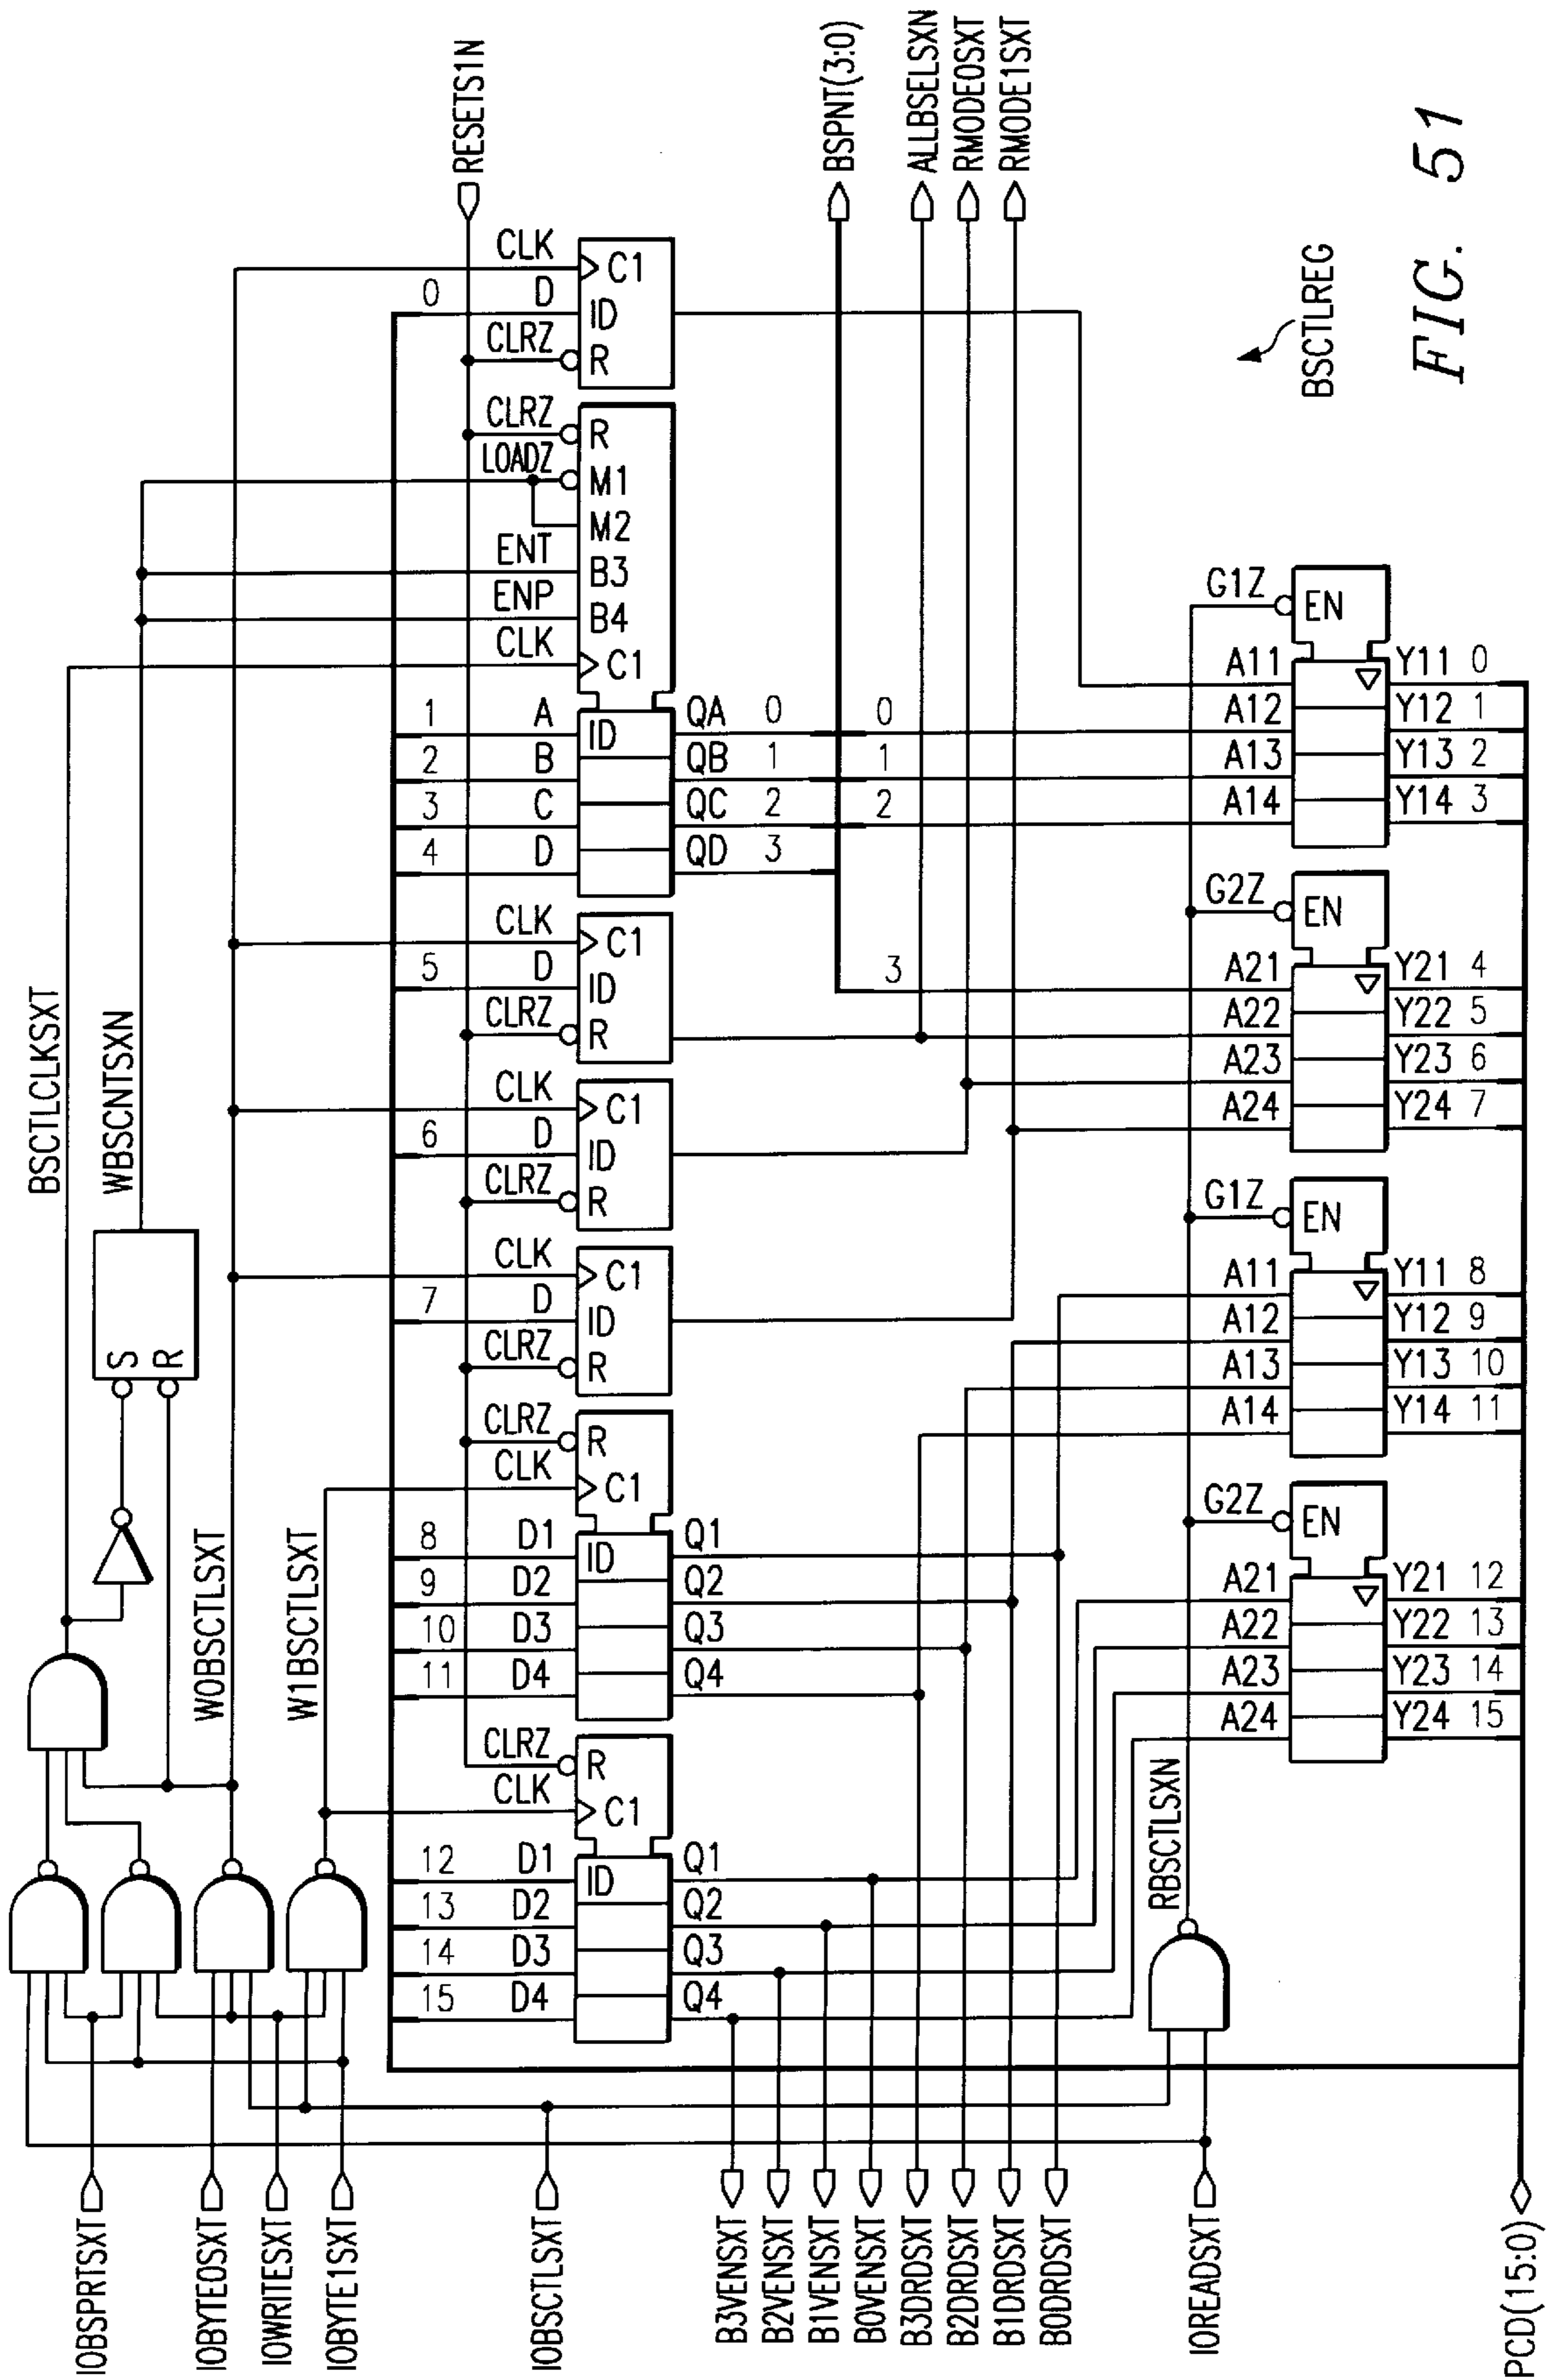 RESETS1N
BSPNT(3:0)
ALLBSELSXN
RMODE0SXT
RMODE1SXT
BSCTLREG
FIG. 51
BSCTLCLKSXT
WBSCNTSXN
W0BSCTLSXT
W1BSCTLSXT
S
R
0
CLK
D
CLRZ
C1
ID
R
CLRZ
LOADZ
ENT
ENP
CLK
R
M1
M2
B3
B4
C1
1 A ID QA 0 0
2 B QB 1 1
3 C QC 2 2
4 D QD 3
5
CLK
D
CLRZ
C1
ID
R
3
6
CLK
D
CLRZ
C1
ID
R
7
CLK
D
CLRZ
C1
ID
R
CLRZ
CLK
R
C1
8 D1 ID Q1
9 D2 Q2
10 D3 Q3
11 D4 Q4
CLRZ
CLK
R
C1
12 D1 ID Q1
13 D2 Q2
14 D3 Q3
15 D4 Q4
G1Z EN
A11 Y11 0
A12 Y12 1
A13 Y13 2
A14 Y14 3
G2Z EN
A21 Y21 4
A22 Y22 5
A23 Y23 6
A24 Y24 7
G1Z EN
A11 Y11 8
A12 Y12 9
A13 Y13 10
A14 Y14 11
G2Z EN
A21 Y21 12
A22 Y22 13
A23 Y23 14
A24 Y24 15
RBSCTLSXN
IOBSPRTSXT
IOBYTE0SXT
IOWRITESXT
IOBYTE1SXT
IOBSCTLSXT
B3VENSXT
B2VENSXT
B1VENSXT
B0VENSXT
B3DRDSXT
B2DRDSXT
B1DRDSXT
B0DRDSXT
IOREADSXT
PCD(15:0)